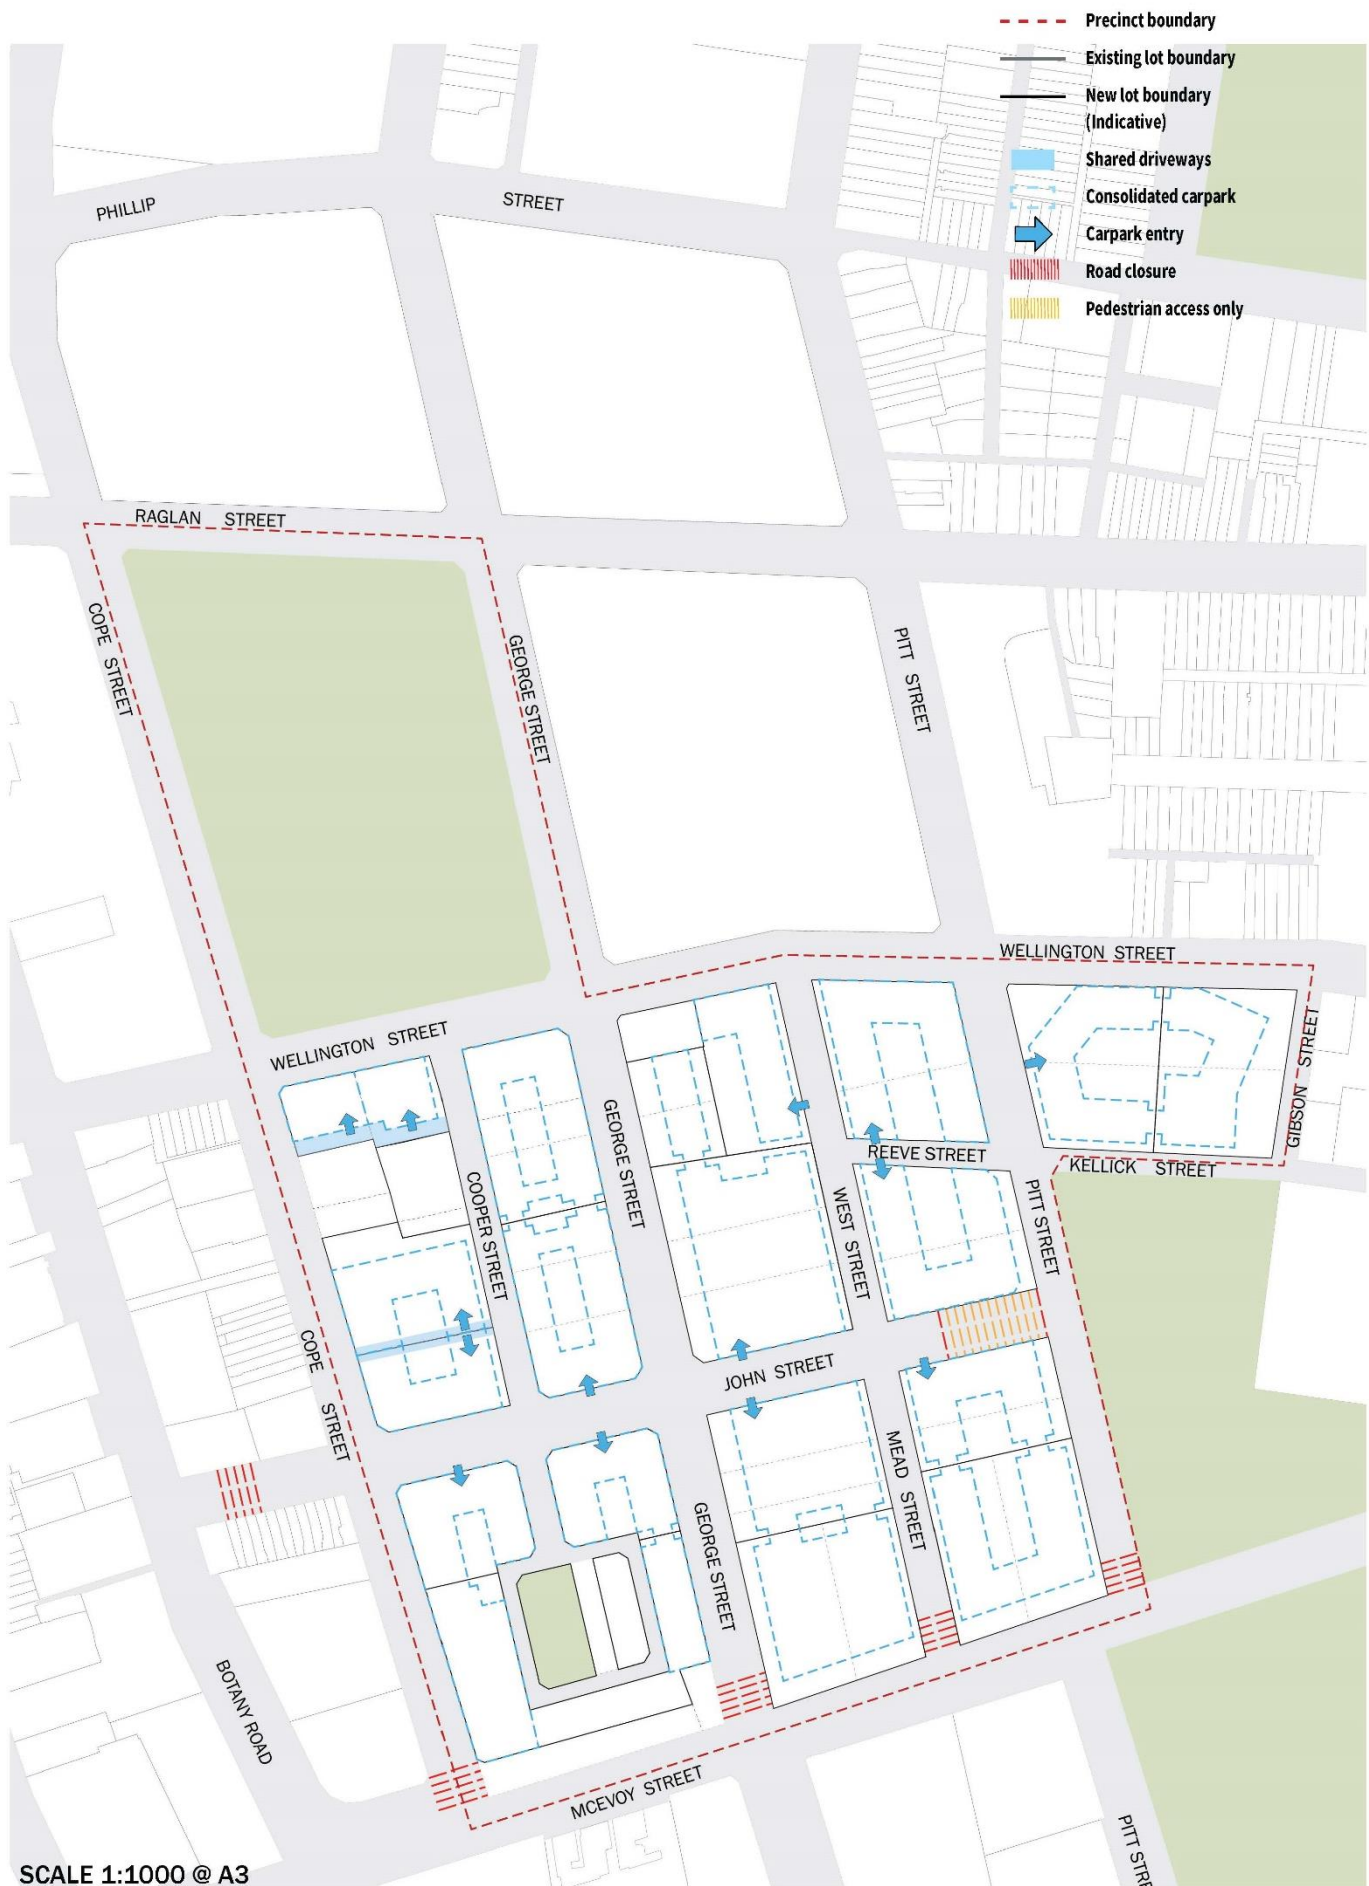 Precinct boundary
Existing lot boundary
New lot boundary
(Indicative)
Shared driveways
Consolidated carpark
Carpark entry
Road closure
Pedestrian access only
PHILLIP
STREET
RAGLAN STREET
COPE STREET
GEORGE STREET
PITT STREET
WELLINGTON STREET
WELLINGTON STREET
GIBSON STREET
GEORGE STREET
REEVE STREET
KELLICK STREET
COOPER STREET
WEST STREET
PITT STREET
COPE STREET
JOHN STREET
MEAD STREET
GEORGE STREET
BOTANY ROAD
MCEVOY STREET
PITT STRE
SCALE 1:1000 @ A3